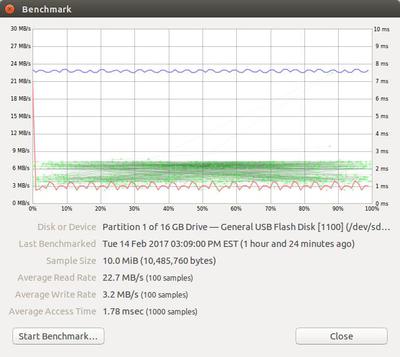 Benchmark
30 MB/s 10 ms
27 MB/s 9 ms
24 MB/s 8 ms
21 MB/s 7 ms
18 MB/s 6 ms
15 MB/s 5 ms
12 MB/s 4 ms
9 MB/s 3 ms
6 MB/s 2 ms
3 MB/s 1 ms
0 MB/s 0 ms
0% 10% 20% 30% 40% 50% 60% 70% 80% 90% 100%
Disk or Device Partition 1 of 16 GB Drive — General USB Flash Disk [1100] (/dev/sd…
Last Benchmarked Tue 14 Feb 2017 03:09:00 PM EST (1 hour and 24 minutes ago)
Sample Size 10.0 MiB (10,485,760 bytes)
Average Read Rate 22.7 MB/s (100 samples)
Average Write Rate 3.2 MB/s (100 samples)
Average Access Time 1.78 msec (1000 samples)
Start Benchmark… Close